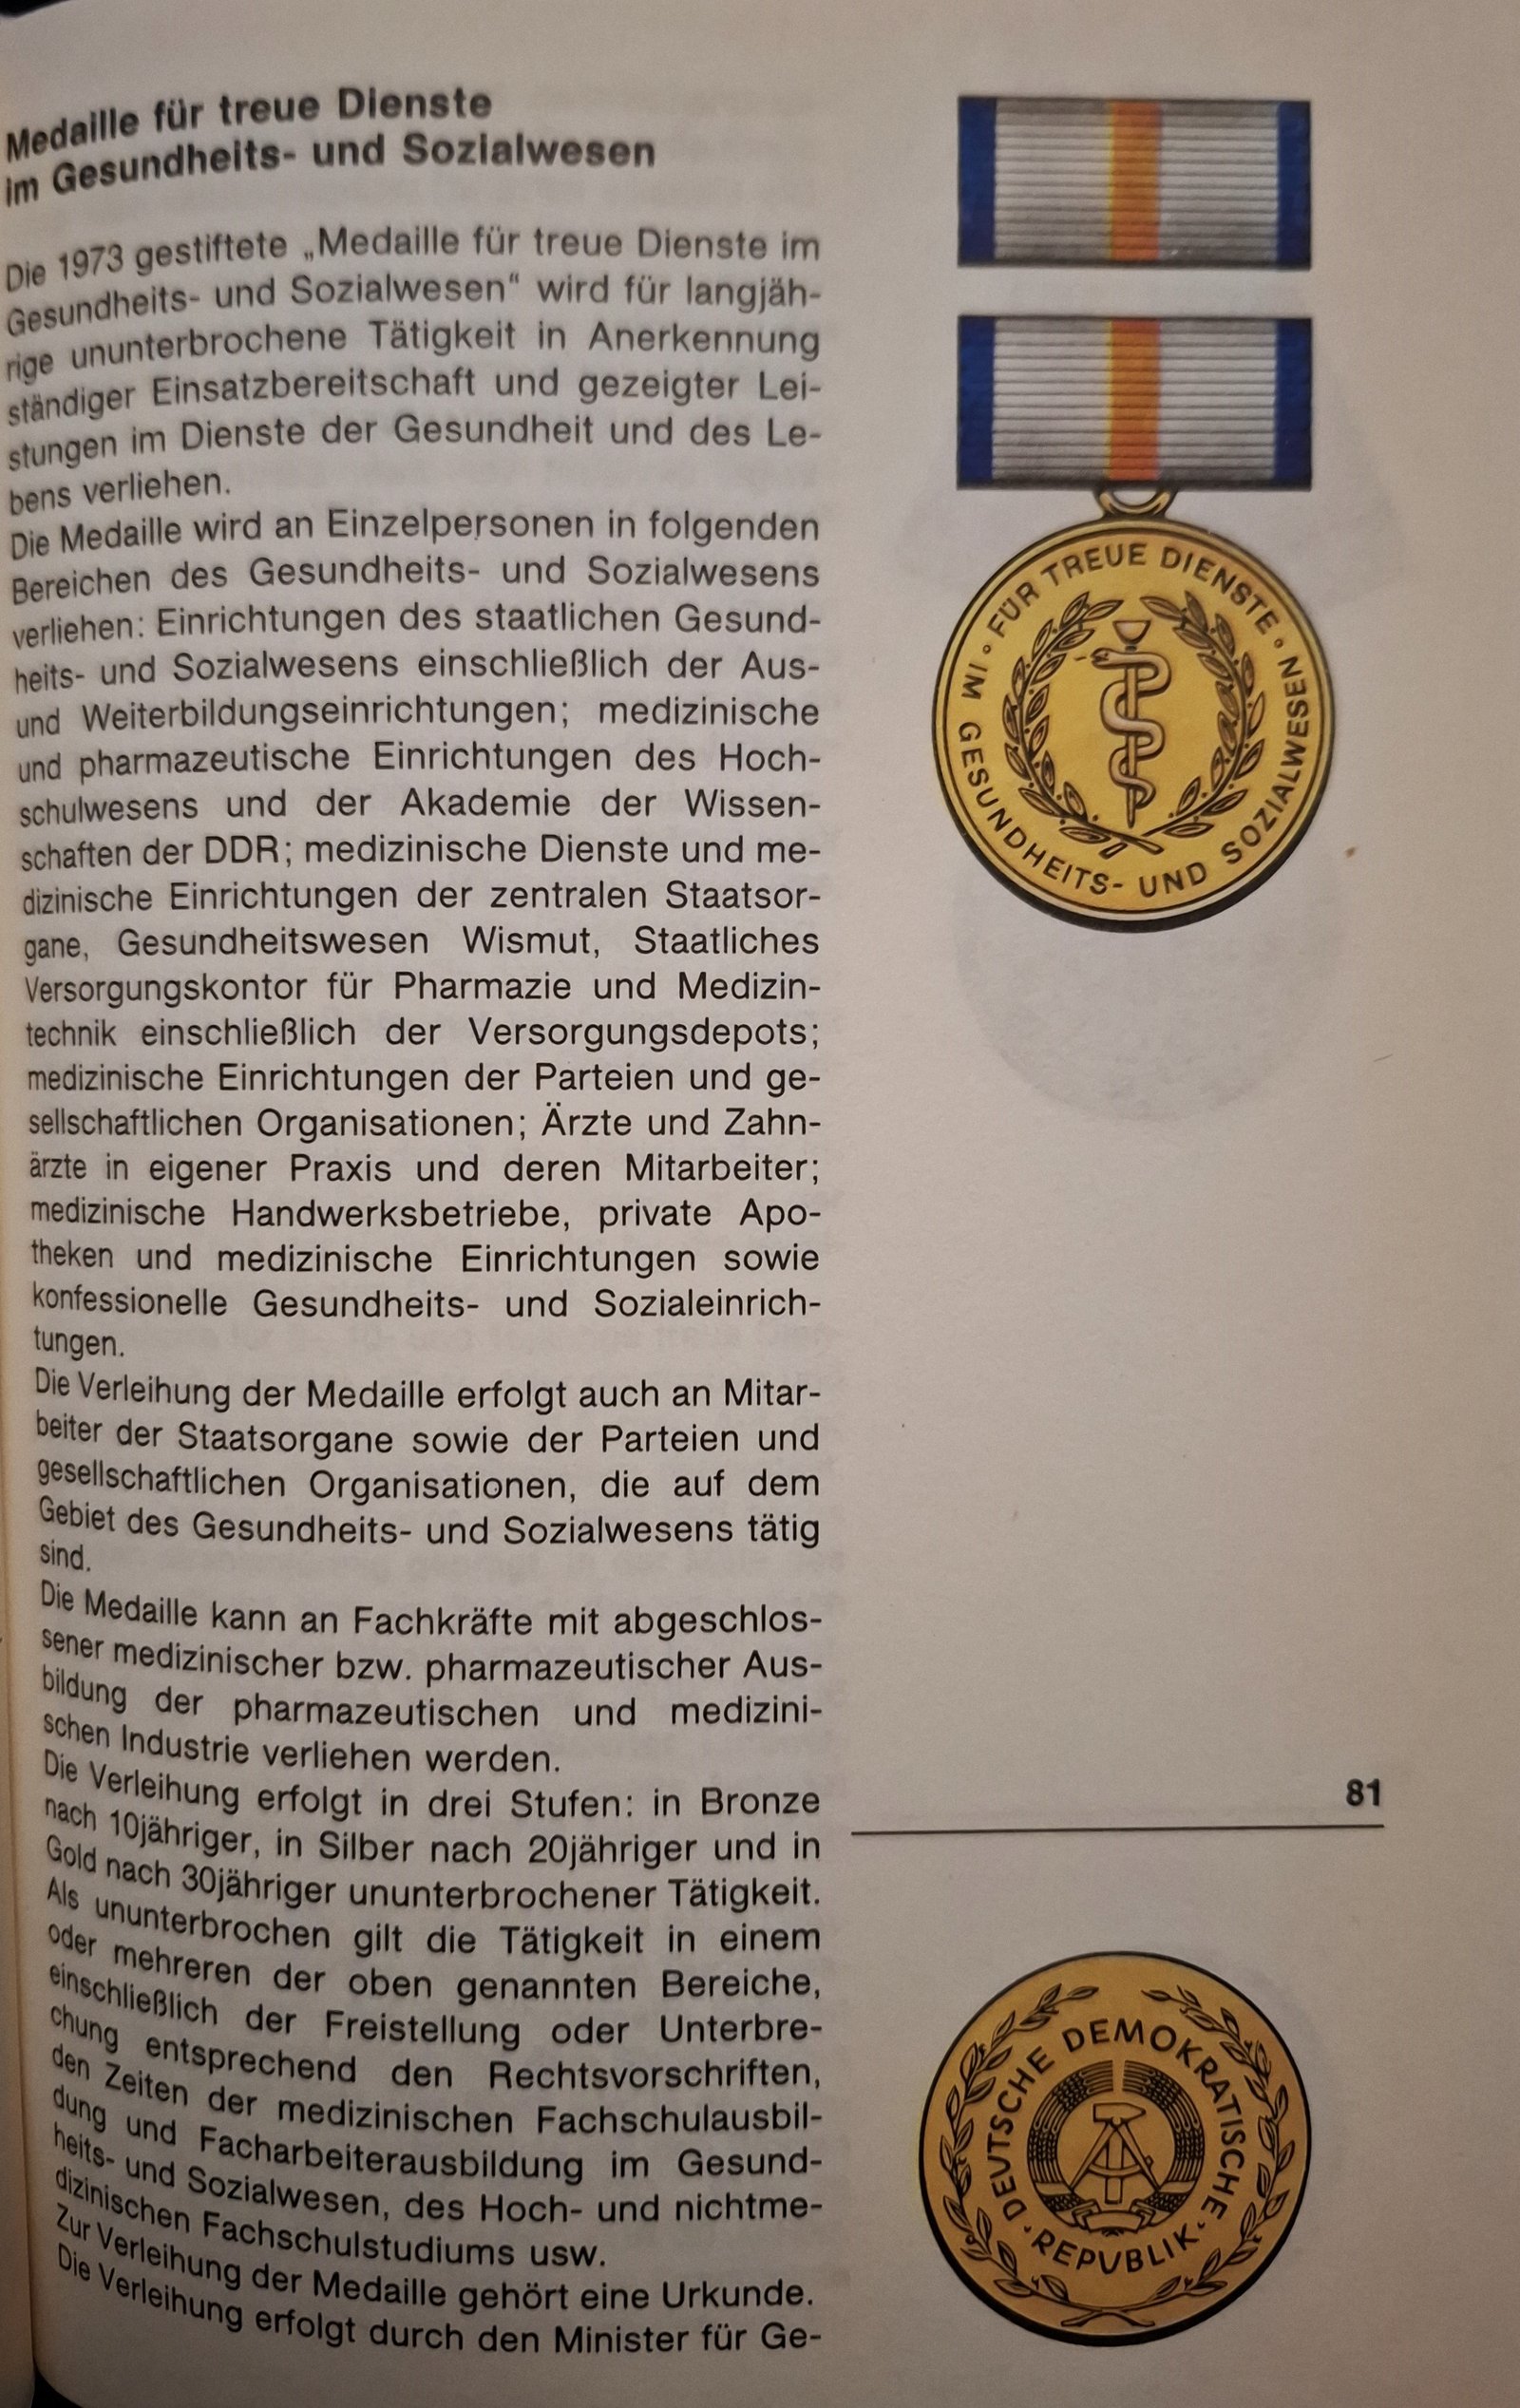 Medaille für treue Dienste
im Gesundheits- und Sozialwesen
Die 1973 gestiftete „Medaille für treue Dienste im
Gesundheits- und Sozialwesen“ wird für langjäh-
rige ununterbrochene Tätigkeit in Anerkennung
ständiger Einsatzbereitschaft und gezeigter Lei-
stungen im Dienste der Gesundheit und des Le-
bens verliehen.
Die Medaille wird an Einzelpersonen in folgenden
Bereichen des Gesundheits- und Sozialwesens
verliehen: Einrichtungen des staatlichen Gesund-
heits- und Sozialwesens einschließlich der Aus-
und Weiterbildungseinrichtungen; medizinische
und pharmazeutische Einrichtungen des Hoch-
schulwesens und der Akademie der Wissen-
schaften der DDR; medizinische Dienste und me-
dizinische Einrichtungen der zentralen Staatsor-
gane, Gesundheitswesen Wismut, Staatliches
Versorgungskontor für Pharmazie und Medizin-
technik einschließlich der Versorgungsdepots;
medizinische Einrichtungen der Parteien und ge-
sellschaftlichen Organisationen; Ärzte und Zahn-
ärzte in eigener Praxis und deren Mitarbeiter;
medizinische Handwerksbetriebe, private Apo-
theken und medizinische Einrichtungen sowie
konfessionelle Gesundheits- und Sozialeinrich-
tungen.
Die Verleihung der Medaille erfolgt auch an Mitar-
beiter der Staatsorgane sowie der Parteien und
gesellschaftlichen Organisationen, die auf dem
Gebiet des Gesundheits- und Sozialwesens tätig
sind.
Die Medaille kann an Fachkräfte mit abgeschlos-
sener medizinischer bzw. pharmazeutischer Aus-
bildung der pharmazeutischen und medizini-
schen Industrie verliehen werden.
Die Verleihung erfolgt in drei Stufen: in Bronze
nach 10jähriger, in Silber nach 20jähriger und in
Gold nach 30jähriger ununterbrochener Tätigkeit.
Als ununterbrochen gilt die Tätigkeit in einem
oder mehreren der oben genannten Bereiche,
einschließlich der Freistellung oder Unterbre-
chung entsprechend den Rechtsvorschriften,
den Zeiten der medizinischen Fachschulausbil-
dung und Facharbeiterausbildung im Gesund-
heits- und Sozialwesen, des Hoch- und nichtme-
dizinischen Fachschulstudiums usw.
Zur Verleihung der Medaille gehört eine Urkunde.
Die Verleihung erfolgt durch den Minister für Ge-
• FÜR TREUE DIENSTE •
IM GESUNDHEITS- UND SOZIALWESEN
81
DEUTSCHE DEMOKRATISCHE
• REPUBLIK •